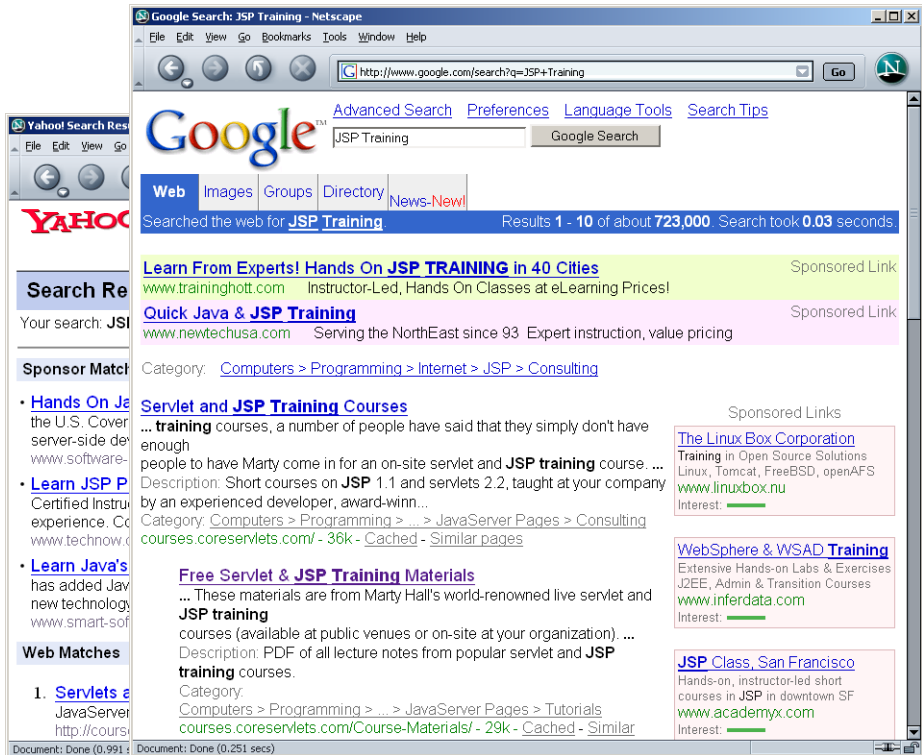 Google Search: JSP Training - Netscape
File Edit View Go Bookmarks Tools Window Help
http://www.google.com/search?q=JSP+Training
Go
N
Google™
Advanced Search Preferences Language Tools Search Tips
JSP Training
Google Search
Web Images Groups Directory News-New!
Searched the web for JSP Training. Results 1 - 10 of about 723,000. Search took 0.03 seconds.
Learn From Experts! Hands On JSP TRAINING in 40 Cities Sponsored Link
www.traininghott.com Instructor-Led, Hands On Classes at eLearning Prices!
Quick Java & JSP Training Sponsored Link
www.newtechusa.com Serving the NorthEast since 93 Expert instruction, value pricing
Category: Computers > Programming > Internet > JSP > Consulting
Servlet and JSP Training Courses
... training courses, a number of people have said that they simply don't have
enough
people to have Marty come in for an on-site servlet and JSP training course. ...
Description: Short courses on JSP 1.1 and servlets 2.2, taught at your company
by an experienced developer, award-winn...
Category: Computers > Programming > ... > JavaServer Pages > Consulting
courses.coreservlets.com/ - 36k - Cached - Similar pages
Free Servlet & JSP Training Materials
... These materials are from Marty Hall's world-renowned live servlet and
JSP training
courses (available at public venues or on-site at your organization). ...
Description: PDF of all lecture notes from popular servlet and JSP
training courses.
Category:
Computers > Programming > ... > JavaServer Pages > Tutorials
courses.coreservlets.com/Course-Materials/ - 29k - Cached - Similar
Sponsored Links
The Linux Box Corporation
Training in Open Source Solutions
Linux, Tomcat, FreeBSD, openAFS
www.linuxbox.nu
Interest:
WebSphere & WSAD Training
Extensive Hands-on Labs & Exercises
J2EE, Admin & Transition Courses
www.inferdata.com
Interest:
JSP Class, San Francisco
Hands-on, instructor-led short
courses in JSP in downtown SF
www.academyx.com
Interest:
Document: Done (0.251 secs)
Yahoo! Search Resu
File Edit View Go
YAHOO
Search Re
Your search: JSI
Sponsor Match
• Hands On Ja
the U.S. Cover
server-side dev
www.software-
• Learn JSP P
Certified Instru
experience. Co
www.technow.c
• Learn Java's
has added Jav
new technology
www.smart-sof
Web Matches
1. Servlets a
JavaServer
http://cours
Document: Done (0.991 s